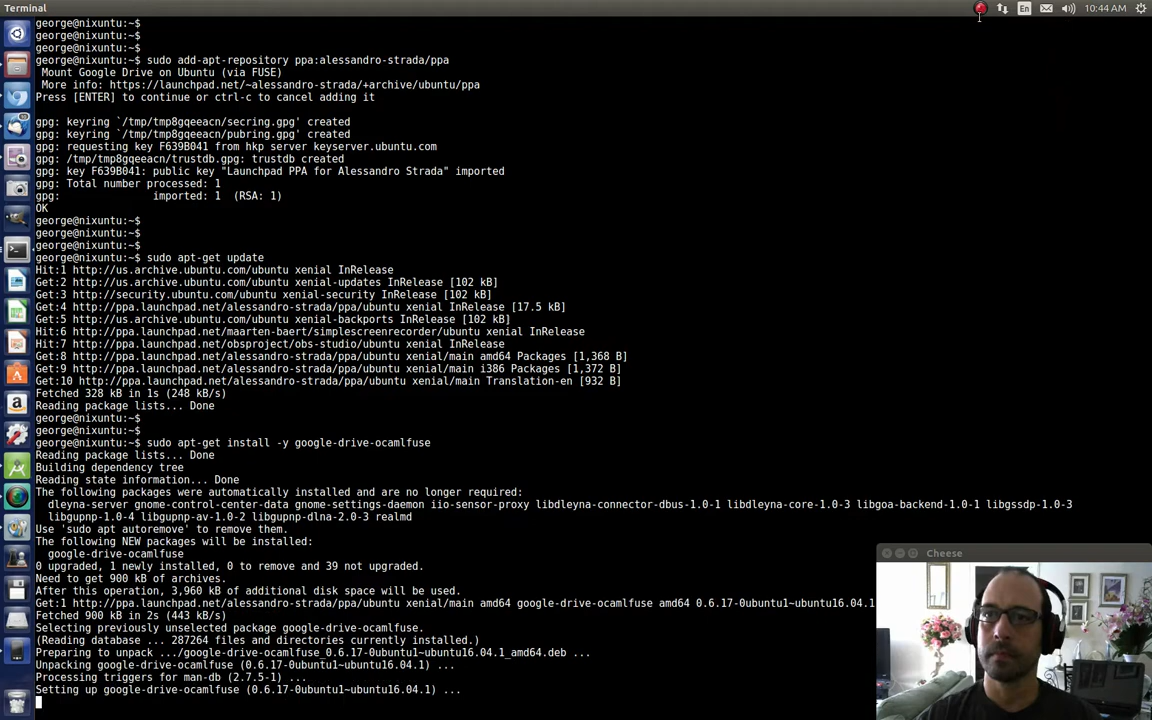 Terminal
En
10:44 AM
george@nixuntu:~$
george@nixuntu:~$
george@nixuntu:~$
george@nixuntu:~$ sudo add-apt-repository ppa:alessandro-strada/ppa
Mount Google Drive on Ubuntu (via FUSE)
More info: https://launchpad.net/~alessandro-strada/+archive/ubuntu/ppa
Press [ENTER] to continue or ctrl-c to cancel adding it
gpg: keyring `/tmp/tmp8gqeeacn/secring.gpg' created
gpg: keyring `/tmp/tmp8gqeeacn/pubring.gpg' created
gpg: requesting key F639B041 from hkp server keyserver.ubuntu.com
gpg: /tmp/tmp8gqeeacn/trustdb.gpg: trustdb created
gpg: key F639B041: public key "Launchpad PPA for Alessandro Strada" imported
gpg: Total number processed: 1
gpg:               imported: 1  (RSA: 1)
OK
george@nixuntu:~$
george@nixuntu:~$
george@nixuntu:~$
george@nixuntu:~$ sudo apt-get update
Hit:1 http://us.archive.ubuntu.com/ubuntu xenial InRelease
Get:2 http://us.archive.ubuntu.com/ubuntu xenial-updates InRelease [102 kB]
Get:3 http://security.ubuntu.com/ubuntu xenial-security InRelease [102 kB]
Get:4 http://ppa.launchpad.net/alessandro-strada/ppa/ubuntu xenial InRelease [17.5 kB]
Get:5 http://us.archive.ubuntu.com/ubuntu xenial-backports InRelease [102 kB]
Hit:6 http://ppa.launchpad.net/maarten-baert/simplescreenrecorder/ubuntu xenial InRelease
Hit:7 http://ppa.launchpad.net/obsproject/obs-studio/ubuntu xenial InRelease
Get:8 http://ppa.launchpad.net/alessandro-strada/ppa/ubuntu xenial/main amd64 Packages [1,368 B]
Get:9 http://ppa.launchpad.net/alessandro-strada/ppa/ubuntu xenial/main i386 Packages [1,372 B]
Get:10 http://ppa.launchpad.net/alessandro-strada/ppa/ubuntu xenial/main Translation-en [932 B]
Fetched 328 kB in 1s (248 kB/s)
Reading package lists... Done
george@nixuntu:~$
george@nixuntu:~$
george@nixuntu:~$ sudo apt-get install -y google-drive-ocamlfuse
Reading package lists... Done
Building dependency tree
Reading state information... Done
The following packages were automatically installed and are no longer required:
dleyna-server gnome-control-center-data gnome-settings-daemon iio-sensor-proxy libdleyna-connector-dbus-1.0-1 libdleyna-core-1.0-3 libgoa-backend-1.0-1 libgssdp-1.0-3
libgupnp-1.0-4 libgupnp-av-1.0-2 libgupnp-dlna-2.0-3 realmd
Use 'sudo apt autoremove' to remove them.
The following NEW packages will be installed:
google-drive-ocamlfuse
0 upgraded, 1 newly installed, 0 to remove and 39 not upgraded.
Need to get 900 kB of archives.
After this operation, 3,960 kB of additional disk space will be used.
Get:1 http://ppa.launchpad.net/alessandro-strada/ppa/ubuntu xenial/main amd64 google-drive-ocamlfuse amd64 0.6.17-0ubuntu1~ubuntu16.04.1
Fetched 900 kB in 2s (443 kB/s)
Selecting previously unselected package google-drive-ocamlfuse.
(Reading database ... 287264 files and directories currently installed.)
Preparing to unpack .../google-drive-ocamlfuse_0.6.17-0ubuntu1~ubuntu16.04.1_amd64.deb ...
Unpacking google-drive-ocamlfuse (0.6.17-0ubuntu1~ubuntu16.04.1) ...
Processing triggers for man-db (2.7.5-1) ...
Setting up google-drive-ocamlfuse (0.6.17-0ubuntu1~ubuntu16.04.1) ...
Cheese